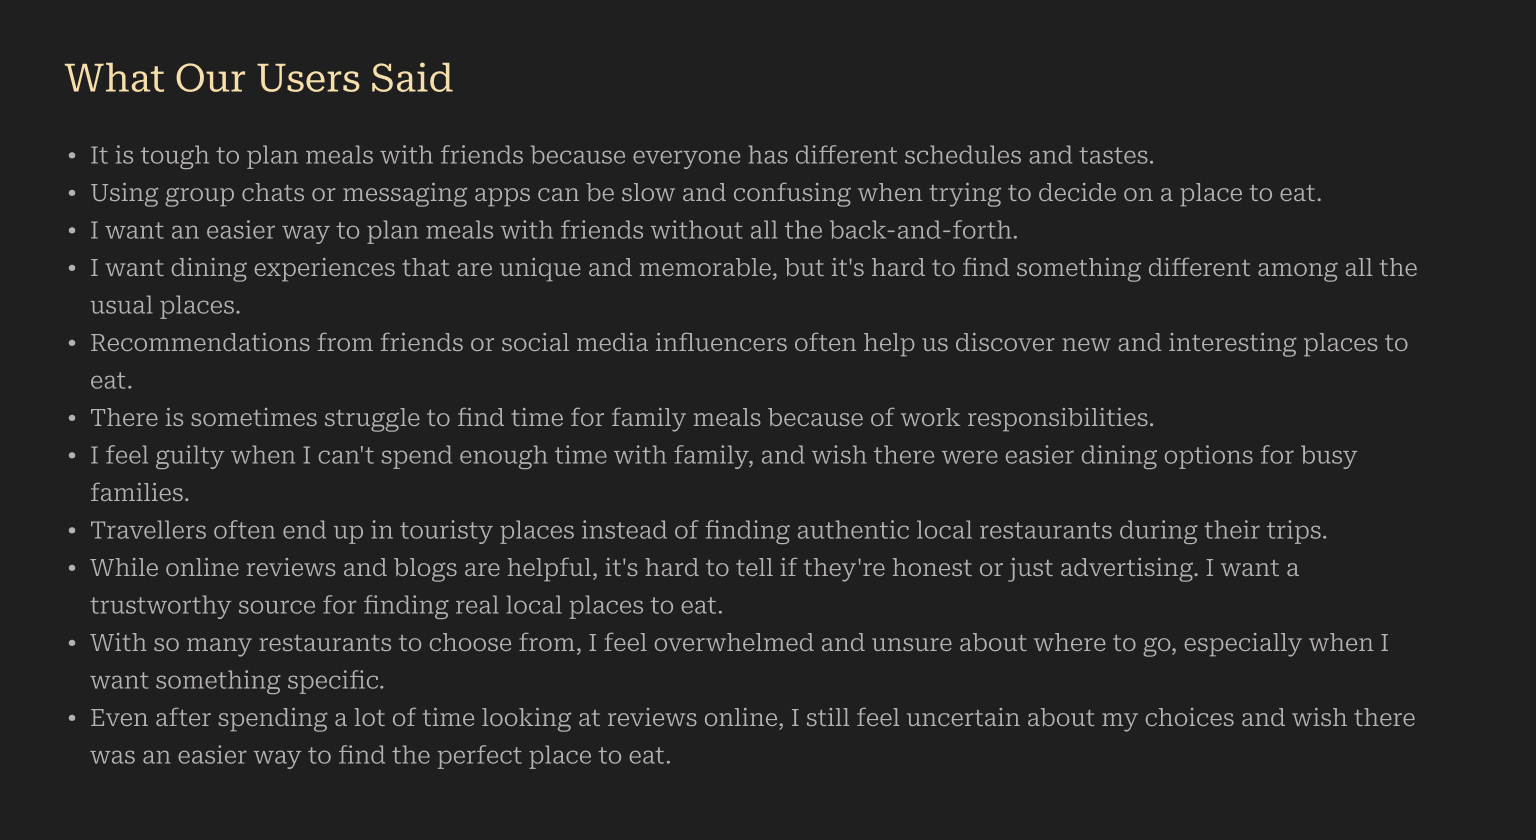 What Our Users Said
• It is tough to plan meals with friends because everyone has different schedules and tastes.
• Using group chats or messaging apps can be slow and confusing when trying to decide on a place to eat.
• I want an easier way to plan meals with friends without all the back-and-forth.
• I want dining experiences that are unique and memorable, but it's hard to find something different among all the
usual places.
• Recommendations from friends or social media influencers often help us discover new and interesting places to
eat.
• There is sometimes struggle to find time for family meals because of work responsibilities.
• I feel guilty when I can't spend enough time with family, and wish there were easier dining options for busy
families.
• Travellers often end up in touristy places instead of finding authentic local restaurants during their trips.
• While online reviews and blogs are helpful, it's hard to tell if they're honest or just advertising. I want a
trustworthy source for finding real local places to eat.
• With so many restaurants to choose from, I feel overwhelmed and unsure about where to go, especially when I
want something specific.
• Even after spending a lot of time looking at reviews online, I still feel uncertain about my choices and wish there
was an easier way to find the perfect place to eat.